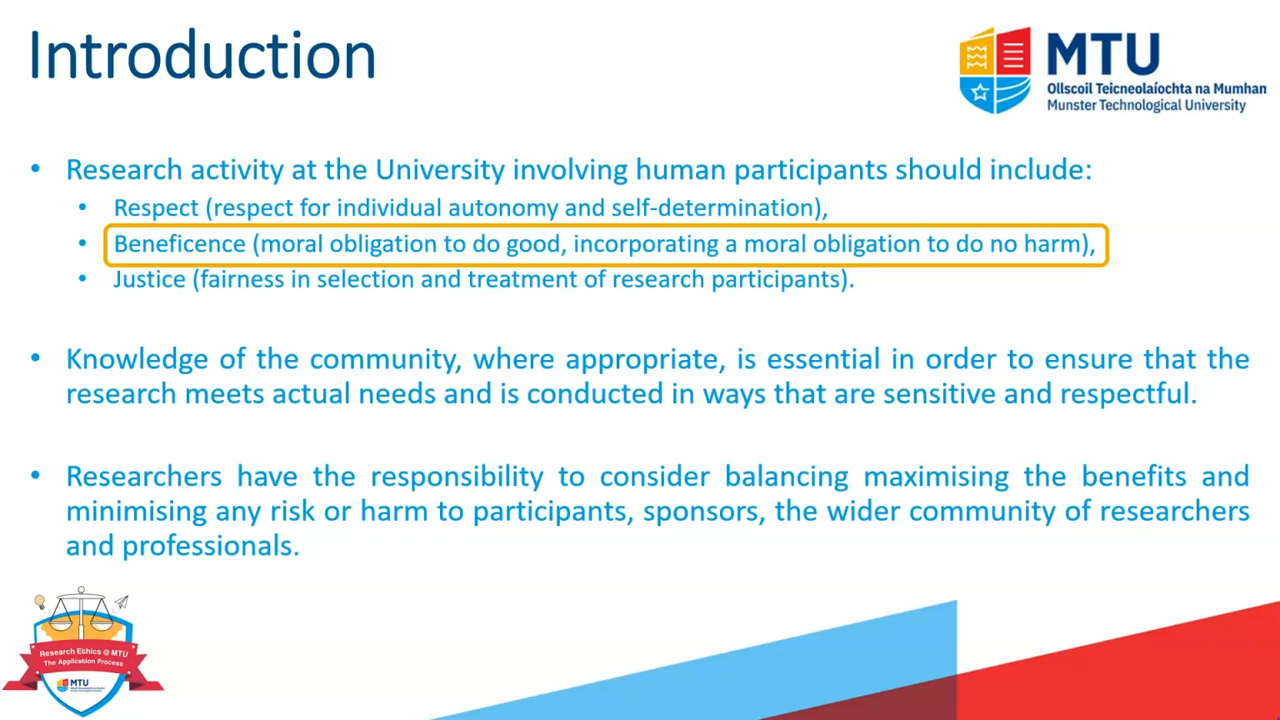 Introduction
MTU
Ollscoil Teicneolaíochta na Mumhan
Munster Technological University
• Research activity at the University involving human participants should include:
• Respect (respect for individual autonomy and self-determination),
• Beneficence (moral obligation to do good, incorporating a moral obligation to do no harm),
• Justice (fairness in selection and treatment of research participants).
• Knowledge of the community, where appropriate, is essential in order to ensure that the
research meets actual needs and is conducted in ways that are sensitive and respectful.
• Researchers have the responsibility to consider balancing maximising the benefits and
minimising any risk or harm to participants, sponsors, the wider community of researchers
and professionals.
Research Ethics @ MTU
The Application Process
MTU